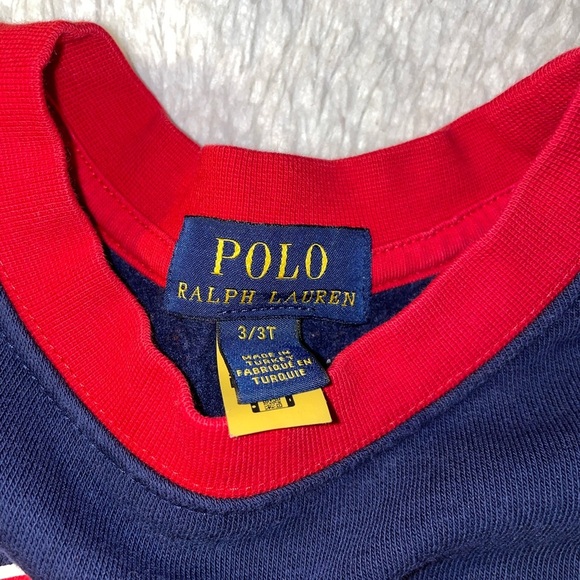 POLO
RALPH LAUREN
3/3T
MADE IN
TURKEY
FABRIQUÉ EN
TURQUIE